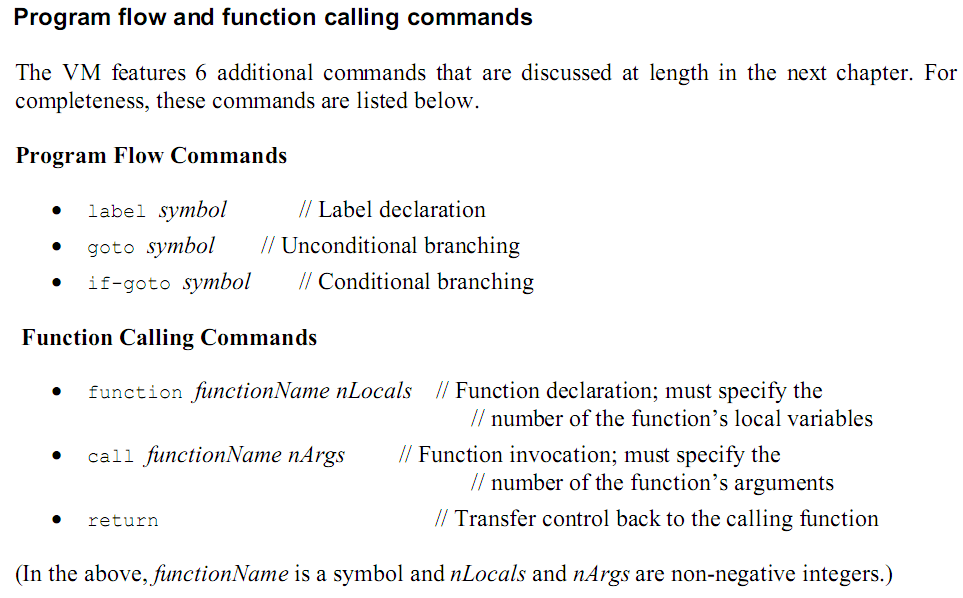 Program flow and function calling commands
The VM features 6 additional commands that are discussed at length in the next chapter. For
completeness, these commands are listed below.
Program Flow Commands
• label symbol // Label declaration
• goto symbol // Unconditional branching
• if-goto symbol // Conditional branching
Function Calling Commands
• function functionName nLocals // Function declaration; must specify the
// number of the function’s local variables
• call functionName nArgs // Function invocation; must specify the
// number of the function’s arguments
• return // Transfer control back to the calling function
(In the above, functionName is a symbol and nLocals and nArgs are non-negative integers.)